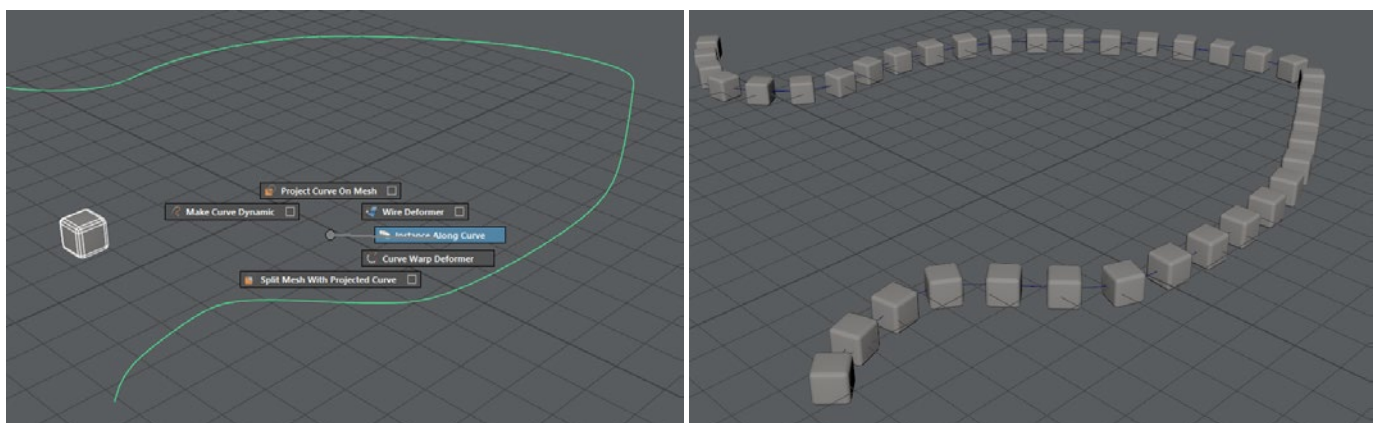 Project Curve On Mesh
Make Curve Dynamic
Wire Deformer
Instance Along Curve
Curve Warp Deformer
Split Mesh With Projected Curve